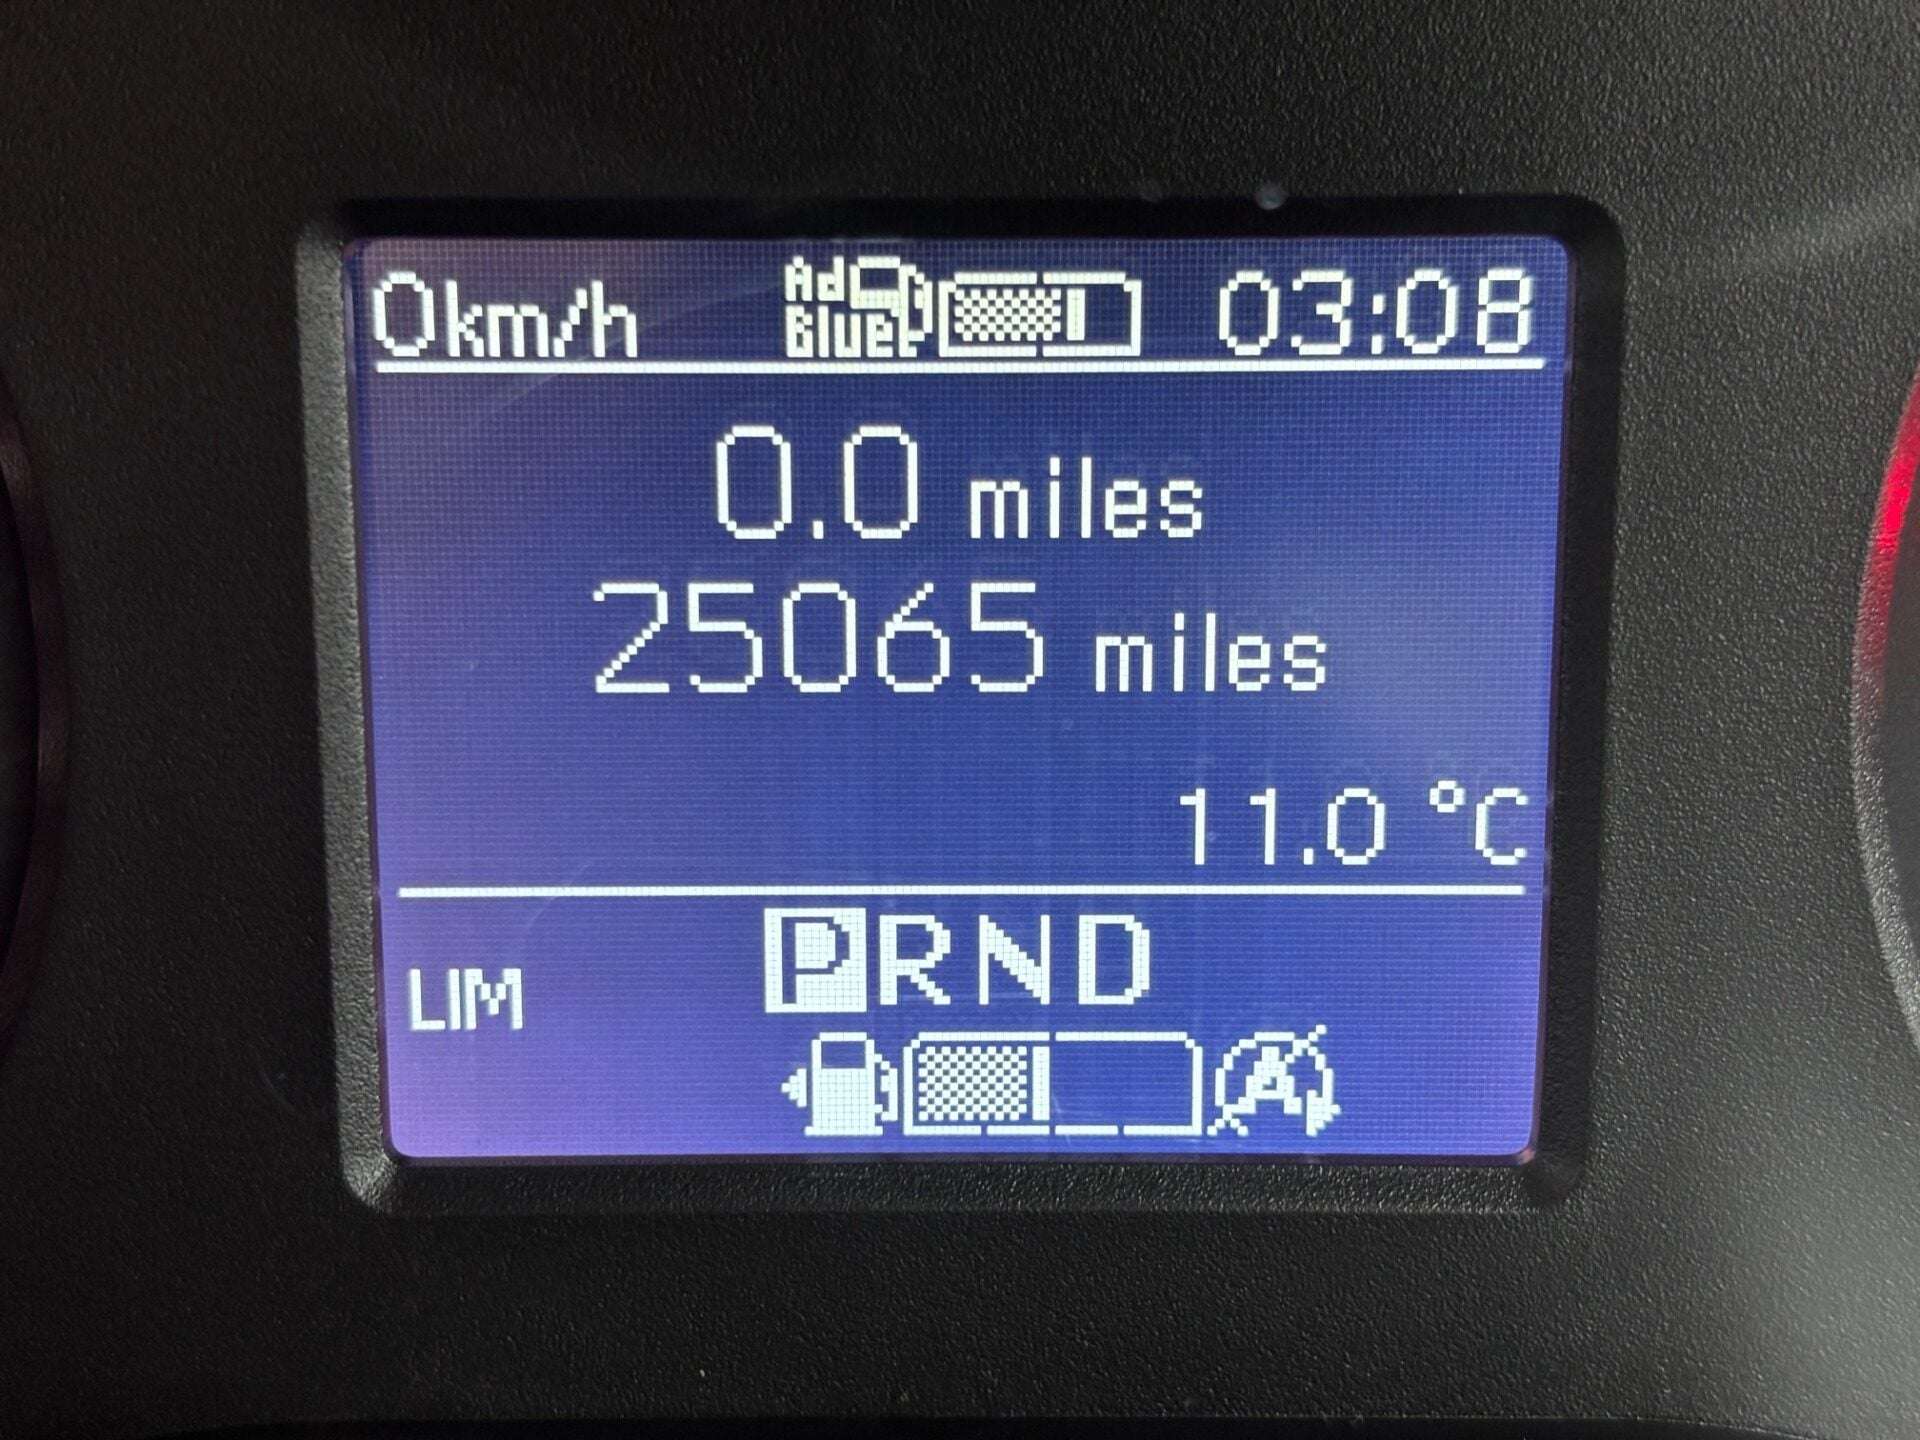 0km/h Ad Blue 03:08
0.0 miles
25065 miles
11.0 °C
PRND
LIM
A